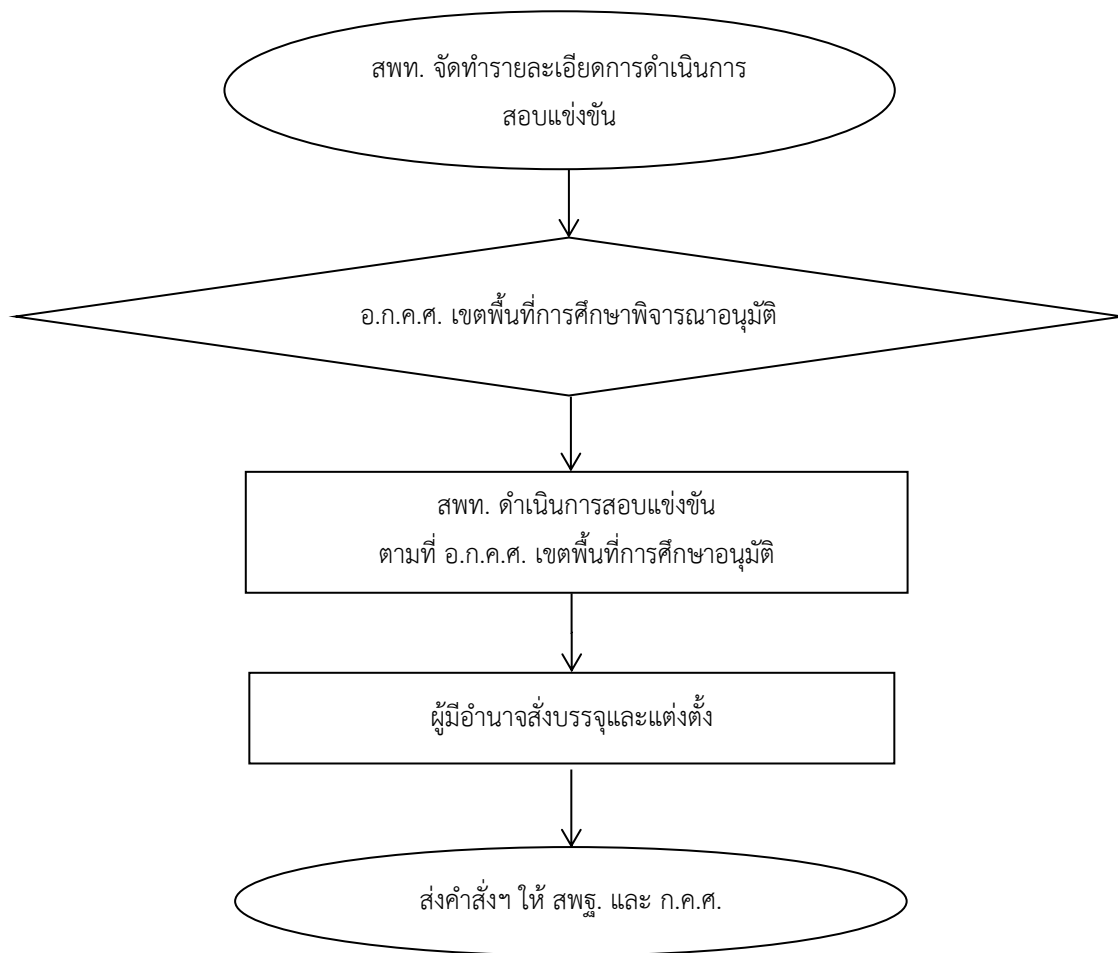 สพท. จัดทำรายละเอียดการดำเนินการ
สอบแข่งขัน
อ.ก.ค.ศ. เขตพื้นที่การศึกษาพิจารณาอนุมัติ
สพท. ดำเนินการสอบแข่งขัน
ตามที่ อ.ก.ค.ศ. เขตพื้นที่การศึกษาอนุมัติ
ผู้มีอำนาจสั่งบรรจุและแต่งตั้ง
ส่งคำสั่งฯ ให้ สพฐ. และ ก.ค.ศ.